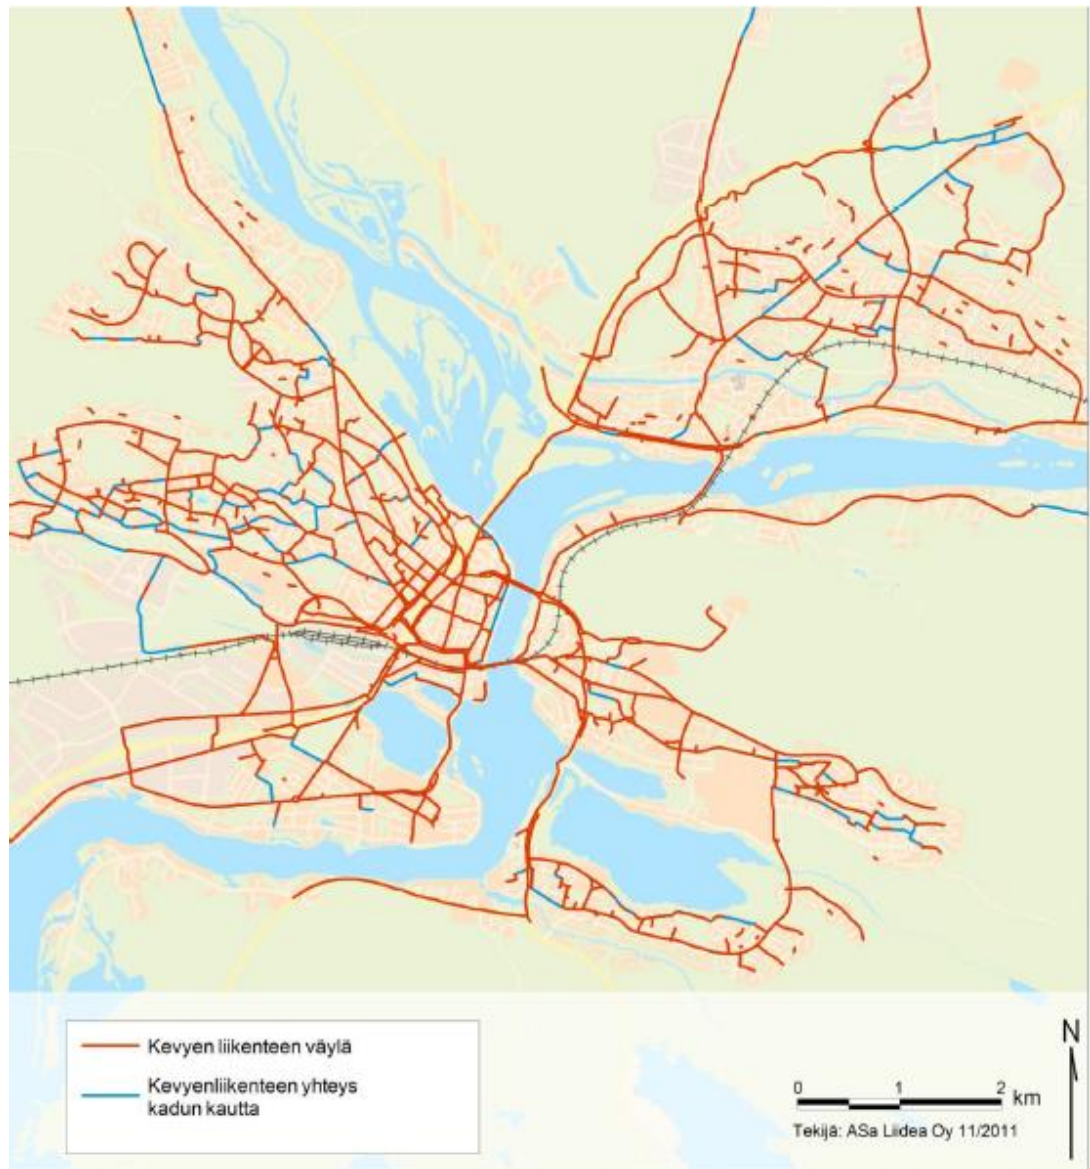 Kevyen liikenteen väylä
Kevyenliikenteen yhteys
kadun kautta
N
0 1 2 km
Tekijä: ASa Liidea Oy 11/2011